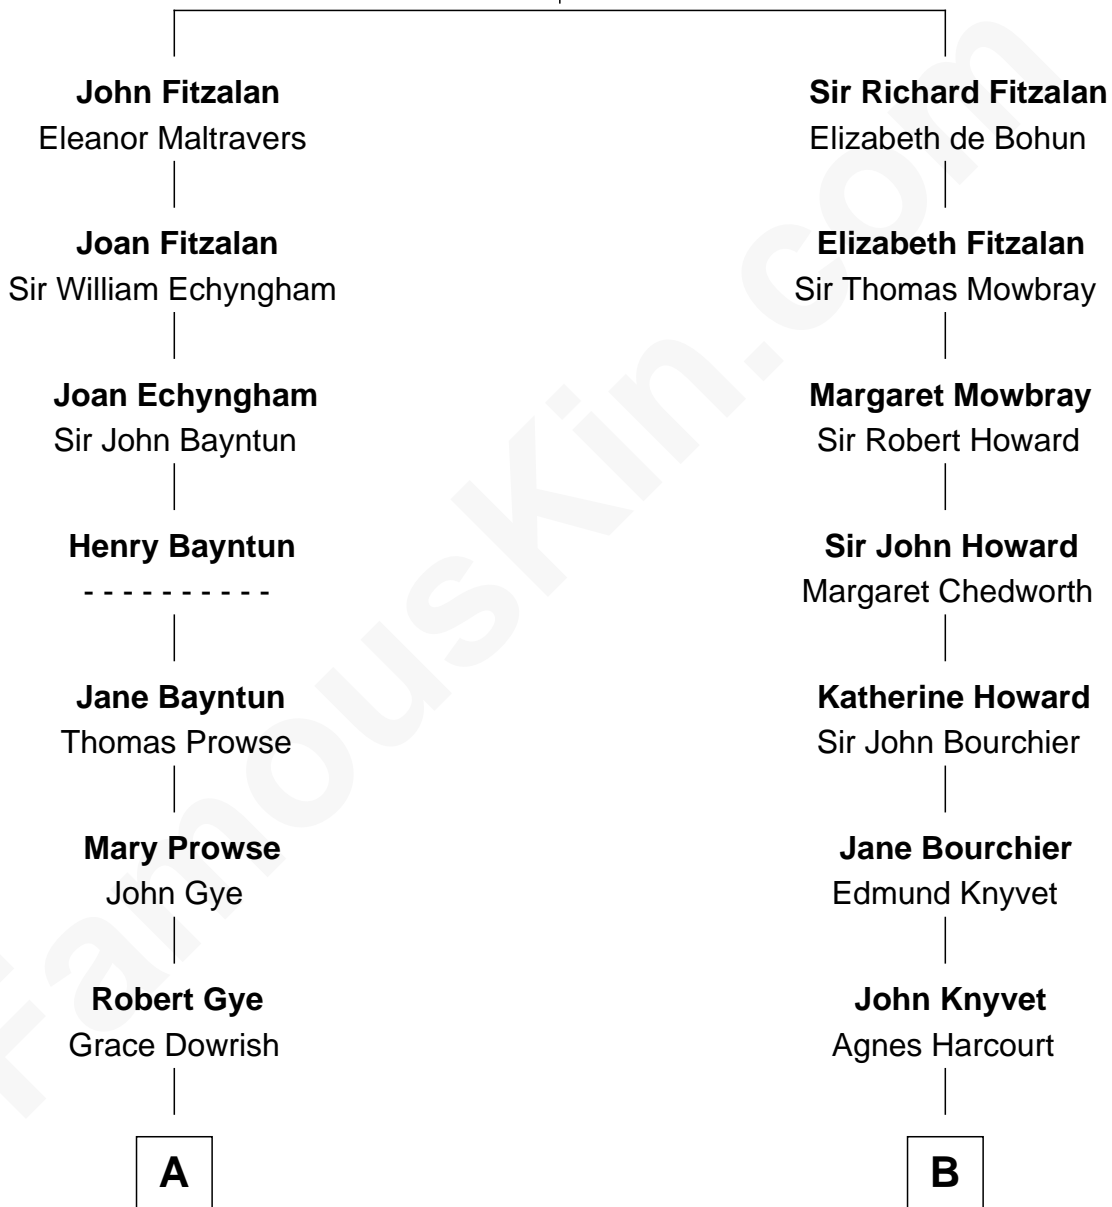 John Fitzalan
Eleanor Maltravers
Joan Fitzalan
Sir William Echyngham
Joan Echyngham
Sir John Bayntun
Henry Bayntun
- - - - - - - - - -
Jane Bayntun
Thomas Prowse
Mary Prowse
John Gye
Robert Gye
Grace Dowrish
A
Sir Richard Fitzalan
Elizabeth de Bohun
Elizabeth Fitzalan
Sir Thomas Mowbray
Margaret Mowbray
Sir Robert Howard
Sir John Howard
Margaret Chedworth
Katherine Howard
Sir John Bourchier
Jane Bourchier
Edmund Knyvet
John Knyvet
Agnes Harcourt
B
FamousKin.com